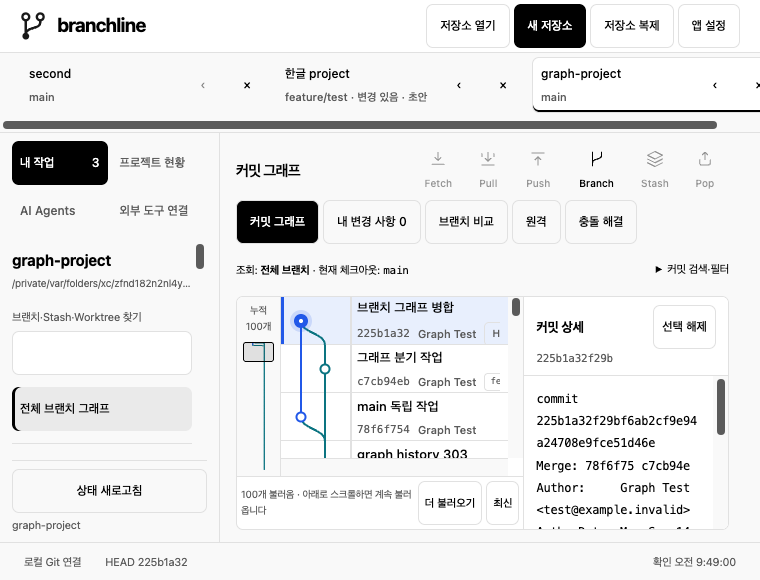 branchline
저장소 열기
새 저장소
저장소 복제
앱 설정
second
main
한글 project
feature/test · 변경 있음 · 초안
graph-project
main
내 작업 3
프로젝트 현황
AI Agents
외부 도구 연결
graph-project
/private/var/folders/xc/zfnd182n2nl4y...
브랜치·Stash·Worktree 찾기
전체 브랜치 그래프
상태 새로고침
graph-project
커밋 그래프
Fetch
Pull
Push
Branch
Stash
Pop
커밋 그래프
내 변경 사항 0
브랜치 비교
원격
충돌 해결
조회: 전체 브랜치 · 현재 체크아웃: main
▶ 커밋 검색·필터
누적
100개
브랜치 그래프 병합
225b1a32 Graph Test H
그래프 분기 작업
c7cb94eb Graph Test fe
main 독립 작업
78f6f754 Graph Test
graph history 303
100개 불러옴 · 아래로 스크롤하면 계속 불러
옵니다
더 불러오기
최신
커밋 상세
225b1a32f29b
선택 해제
commit
225b1a32f29bf6ab2cf9e94
a24708e9fce51d46e
Merge: 78f6f75 c7cb94e
Author: Graph Test
<test@example.invalid>
로컬 Git 연결
HEAD 225b1a32
확인 오전 9:49:00